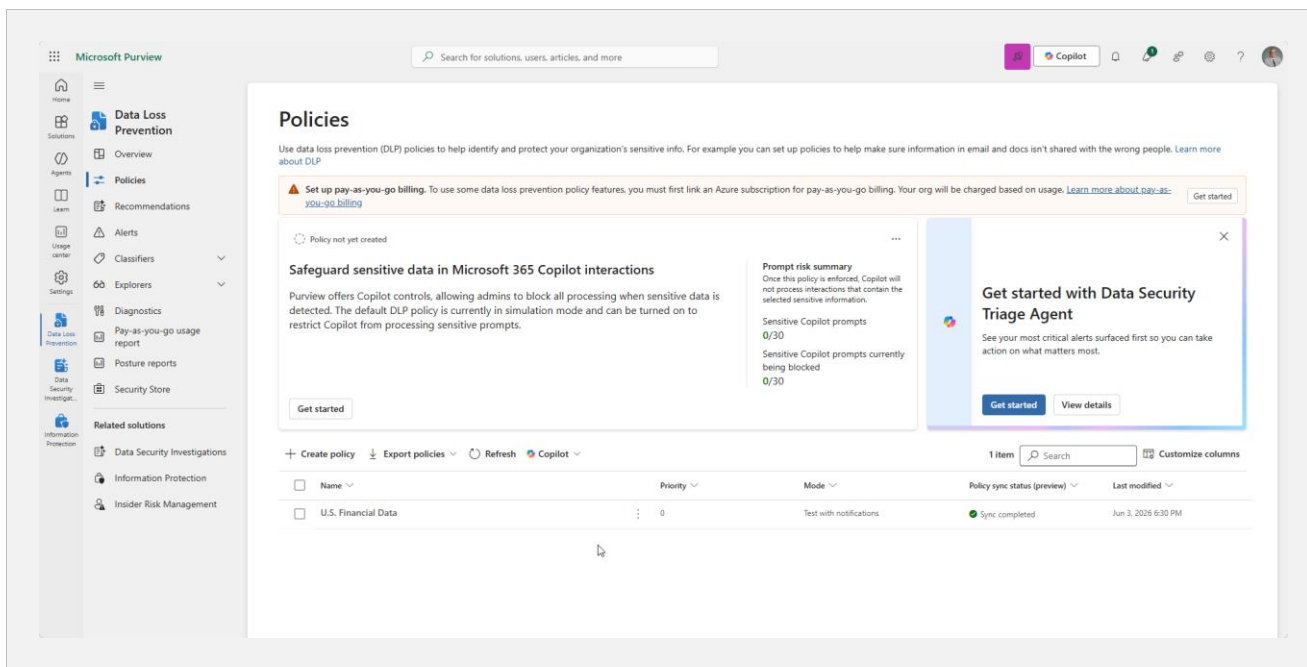 Microsoft Purview
Search for solutions, users, articles, and more
Copilot
1
?
Home
Solutions
Agents
Learn
Usage
center
Settings
Data Loss
Prevention
Data
Security
Investigat...
Information
Protection
Data Loss
Prevention
Overview
Policies
Recommendations
Alerts
Classifiers
Explorers
Diagnostics
Pay-as-you-go usage
report
Posture reports
Security Store
Related solutions
Data Security Investigations
Information Protection
Insider Risk Management
Policies
Use data loss prevention (DLP) policies to help identify and protect your organization's sensitive info. For example you can set up policies to help make sure information in email and docs isn't shared with the wrong people. Learn more
about DLP
Set up pay-as-you-go billing. To use some data loss prevention policy features, you must first link an Azure subscription for pay-as-you-go billing. Your org will be charged based on usage. Learn more about pay-as-
you-go billing
Get started
Policy not yet created
...
Safeguard sensitive data in Microsoft 365 Copilot interactions
Purview offers Copilot controls, allowing admins to block all processing when sensitive data is
detected. The default DLP policy is currently in simulation mode and can be turned on to
restrict Copilot from processing sensitive prompts.
Get started
Prompt risk summary
Once this policy is enforced, Copilot will
not process interactions that contain the
selected sensitive information.
Sensitive Copilot prompts
0/30
Sensitive Copilot prompts currently
being blocked
0/30
Get started with Data Security
Triage Agent
See your most critical alerts surfaced first so you can take
action on what matters most.
Get started
View details
Create policy
Export policies
Refresh
Copilot
1 item
Search
Customize columns
Name
Priority
Mode
Policy sync status (preview)
Last modified
U.S. Financial Data
0
Test with notifications
Sync completed
Jun 3, 2026 6:30 PM